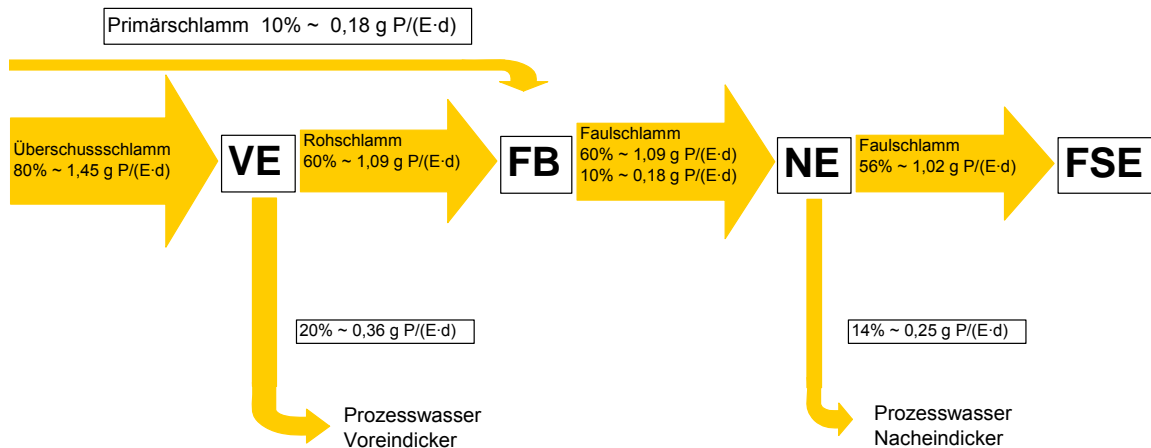 Primärschlamm 10% ~ 0,18 g P/(E·d)
Überschussschlamm
80% ~ 1,45 g P/(E·d)
VE
Rohschlamm
60% ~ 1,09 g P/(E·d)
FB
Faulschlamm
60% ~ 1,09 g P/(E·d)
10% ~ 0,18 g P/(E·d)
NE
Faulschlamm
56% ~ 1,02 g P/(E·d)
FSE
20% ~ 0,36 g P/(E·d)
14% ~ 0,25 g P/(E·d)
Prozesswasser
Voreindicker
Prozesswasser
Nacheindicker